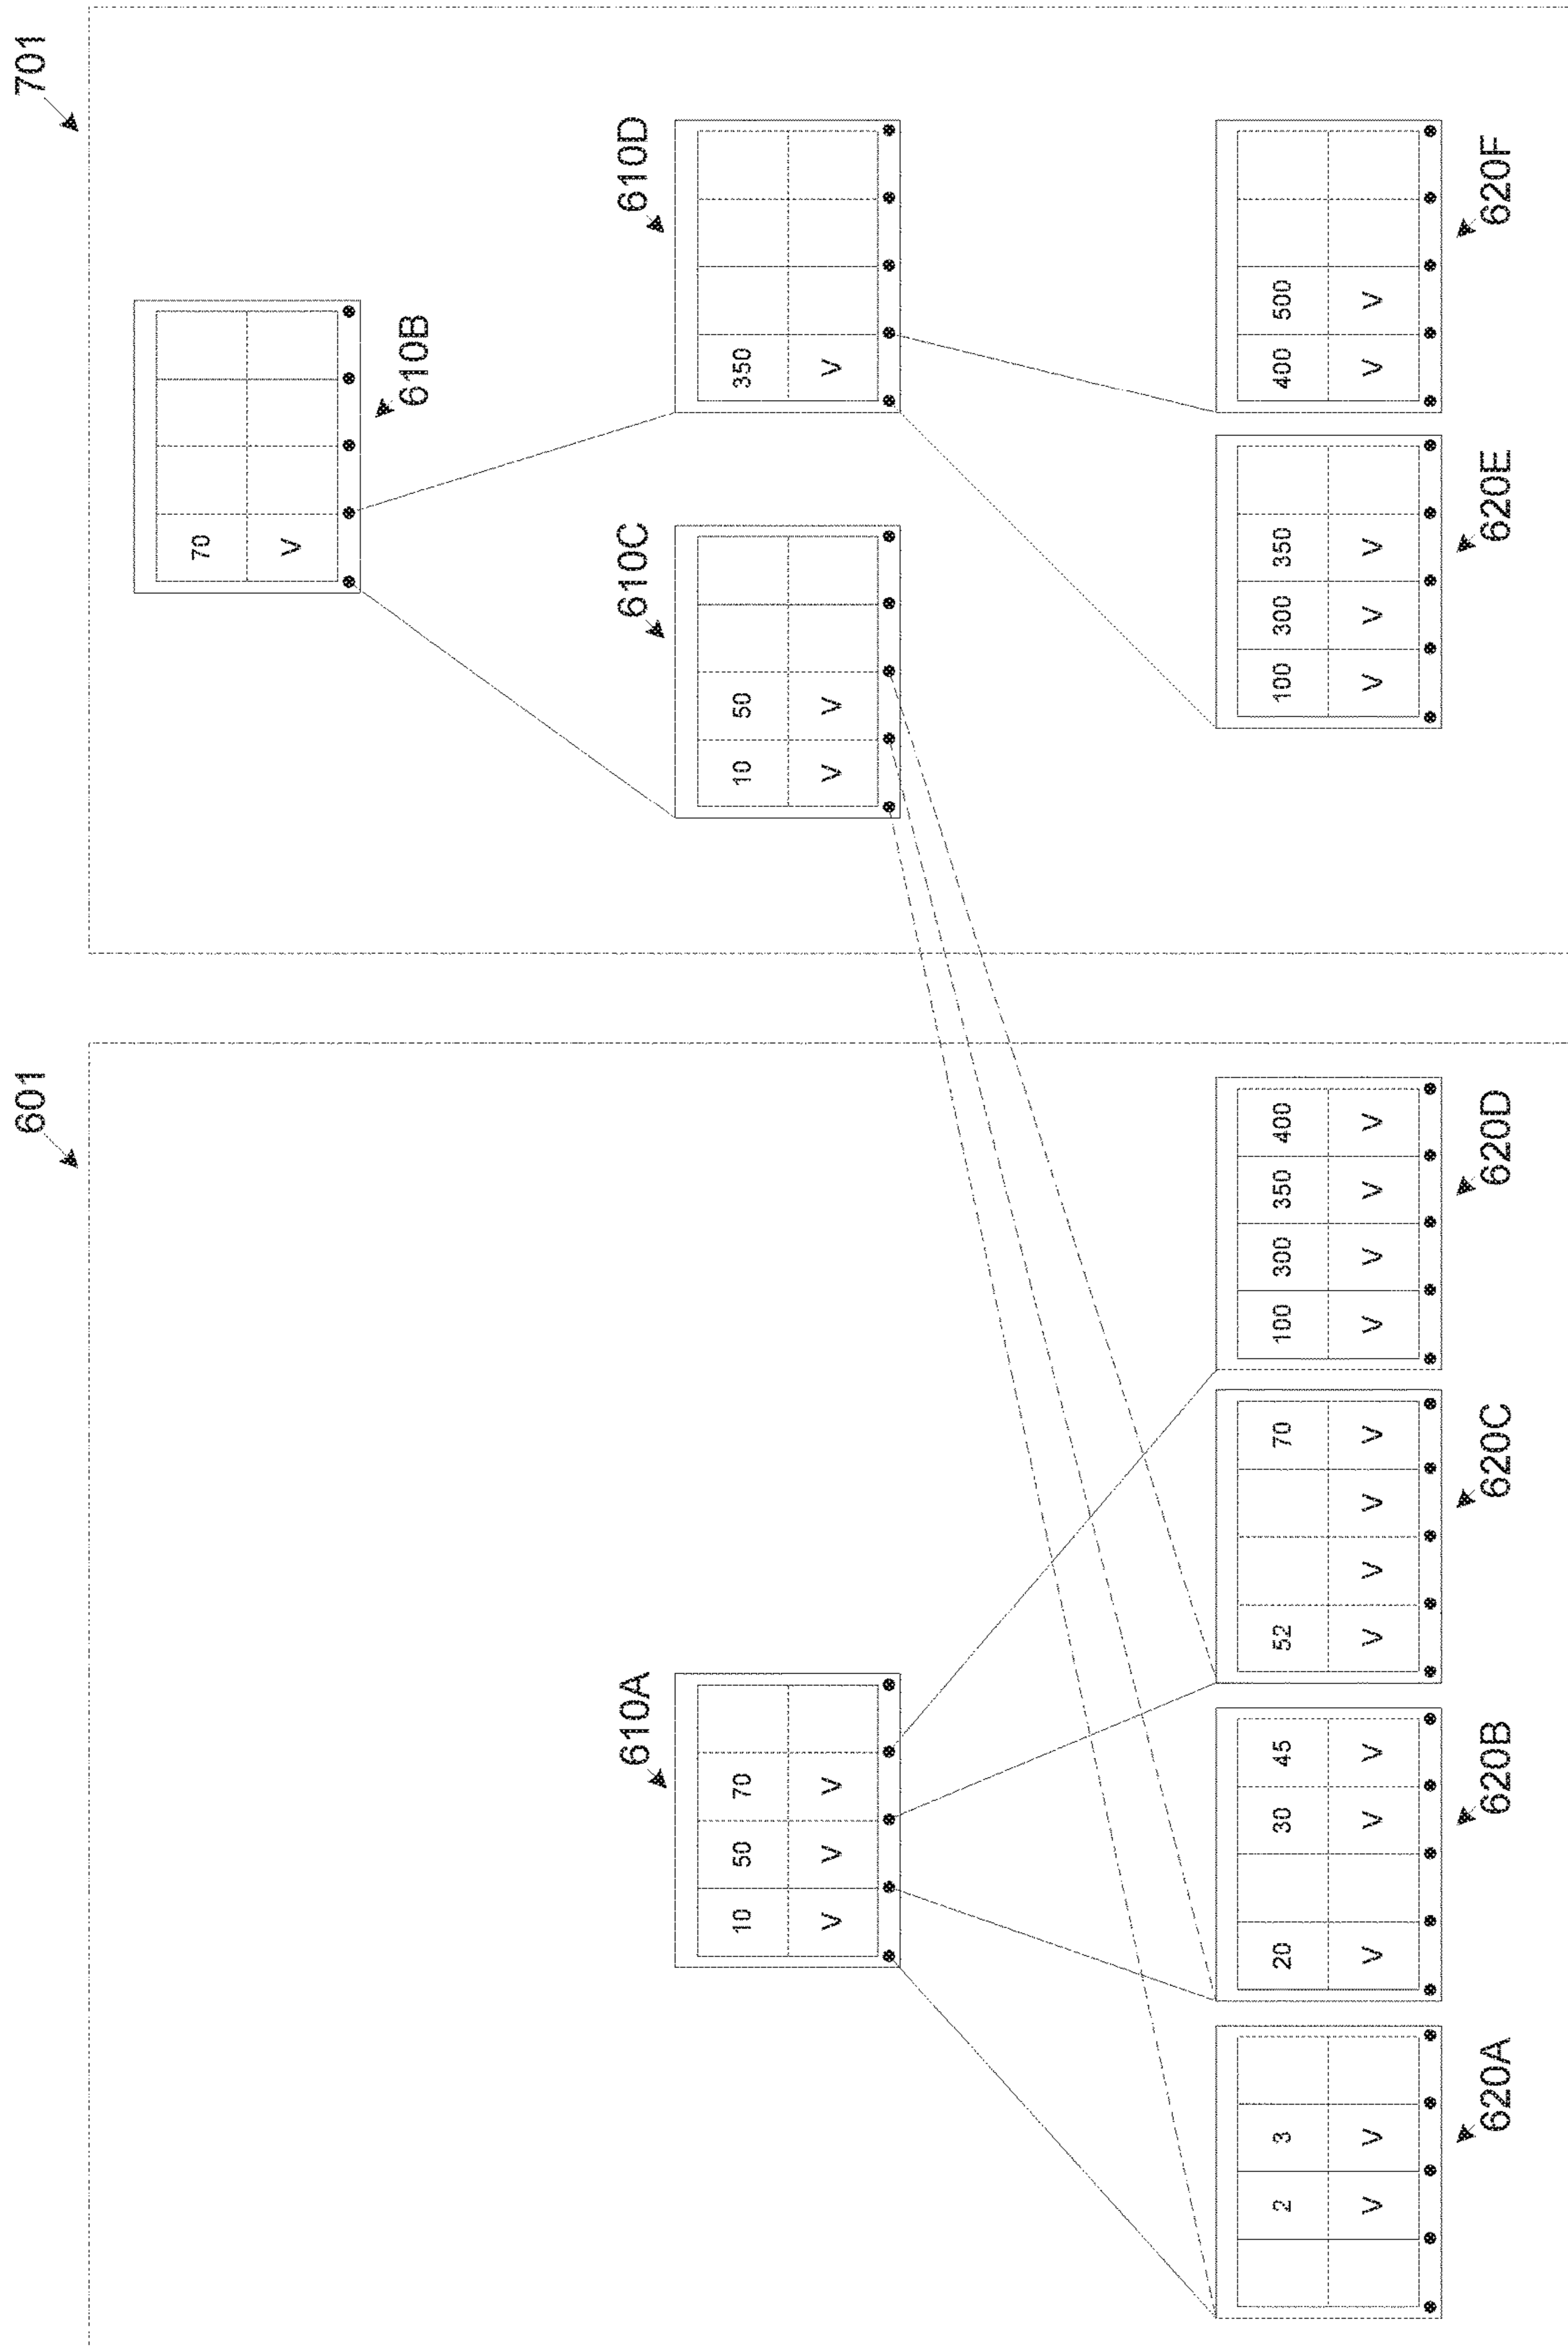 601
701
70
V
610B
610A
10 50 70
V V V
610C
10 50
V V
610D
350
V
2 3
V V
620A
20 30 45
V V V
620B
52 70
V V V V
620C
100 300 350 400
V V V V
620D
100 300 350
V V V
620E
400 500
V V
620F